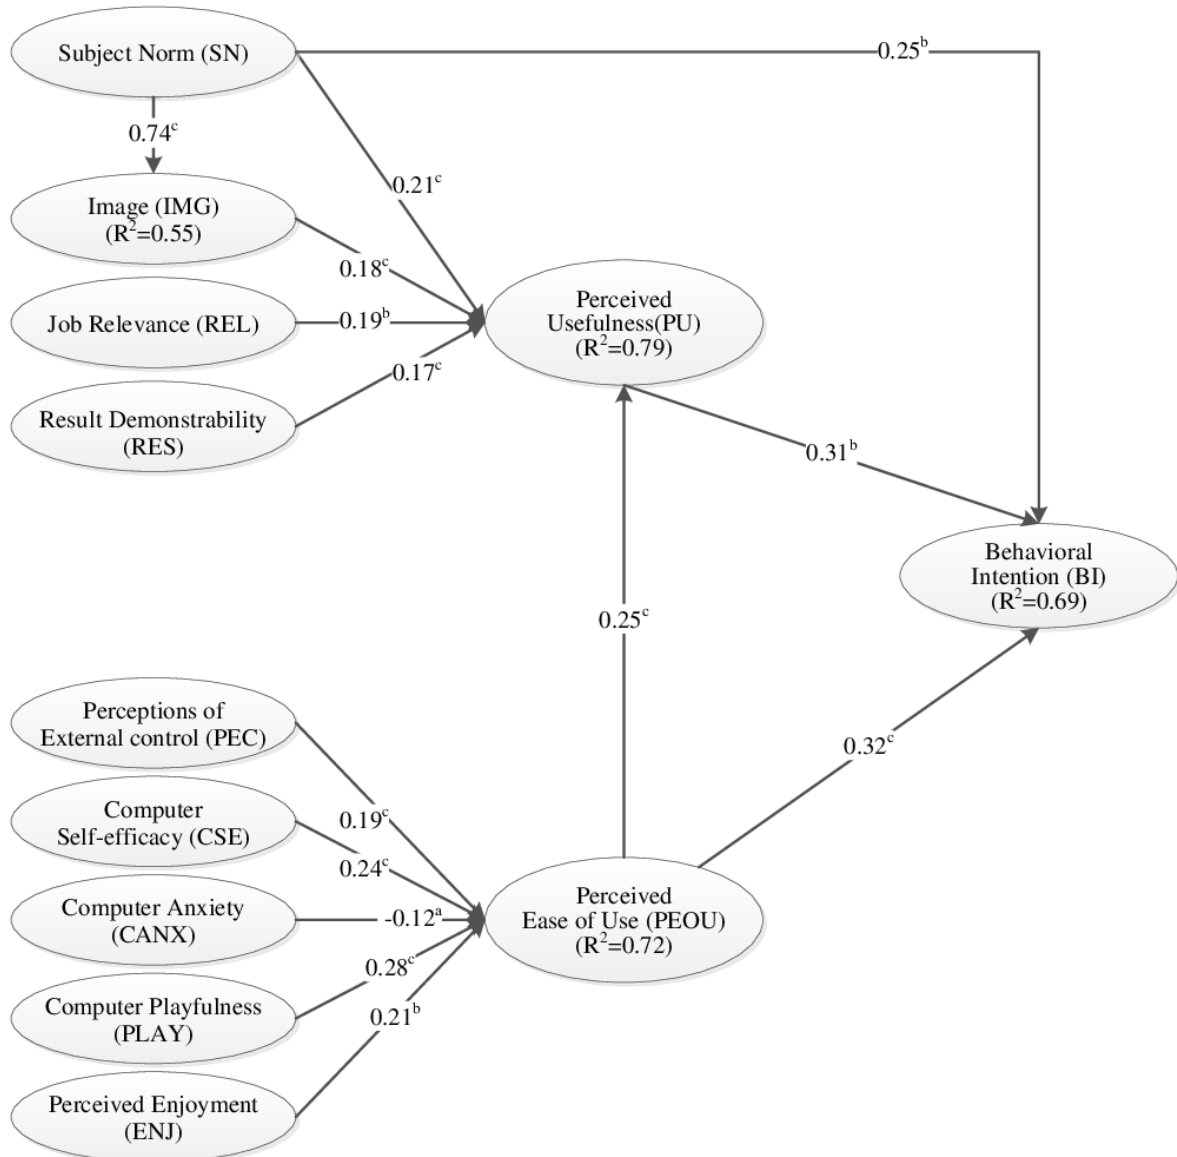 Subject Norm (SN)
0.25ᵇ
0.74ᶜ
0.21ᶜ
Image (IMG)
(R²=0.55)
0.18ᶜ
Job Relevance (REL)
0.19ᵇ
Perceived
Usefulness(PU)
(R²=0.79)
0.17ᶜ
Result Demonstrability
(RES)
0.31ᵇ
Behavioral
Intention (BI)
(R²=0.69)
0.25ᶜ
Perceptions of
External control (PEC)
0.32ᶜ
0.19ᶜ
Computer
Self-efficacy (CSE)
0.24ᶜ
Computer Anxiety
(CANX)
-0.12ᵃ
Perceived
Ease of Use (PEOU)
(R²=0.72)
0.28ᶜ
Computer Playfulness
(PLAY)
0.21ᵇ
Perceived Enjoyment
(ENJ)